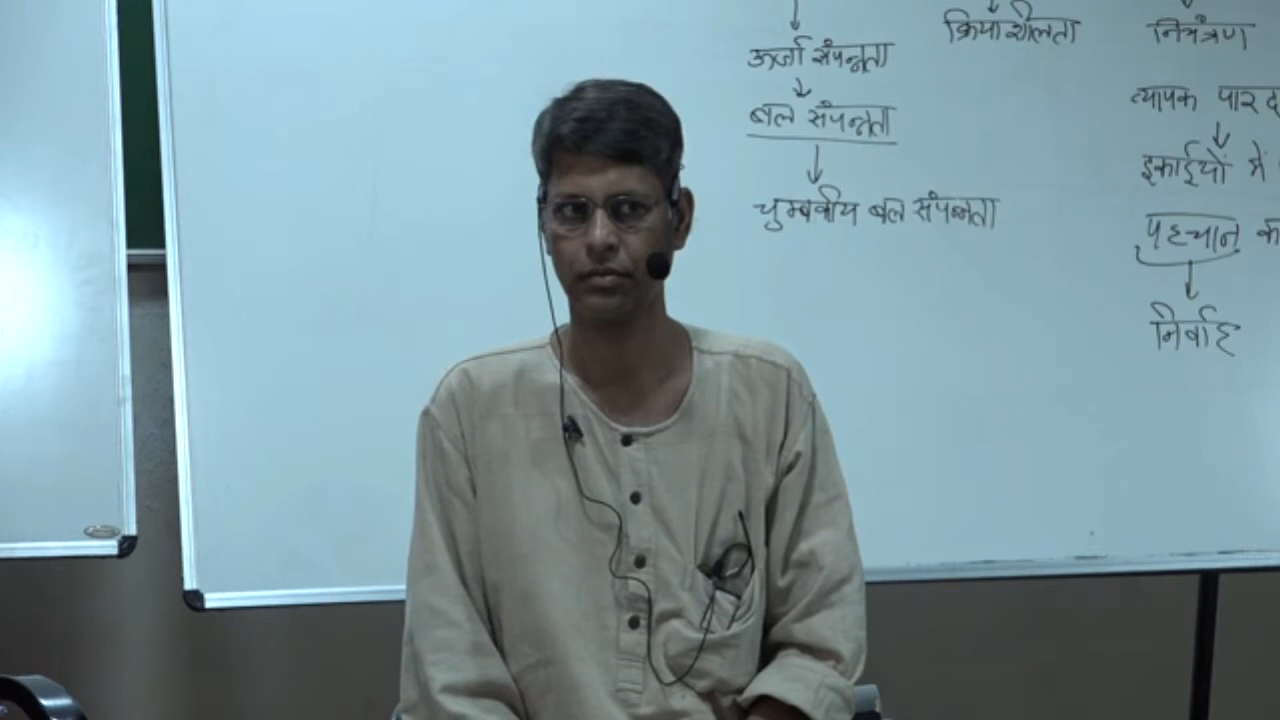 ऊर्जा संपन्नता
बल संपन्नता
चुम्बकीय बल संपन्नता
क्रियाशीलता
नियंत्रण
व्यापक पारद
इकाईयों में
पहचान क
निर्वाह